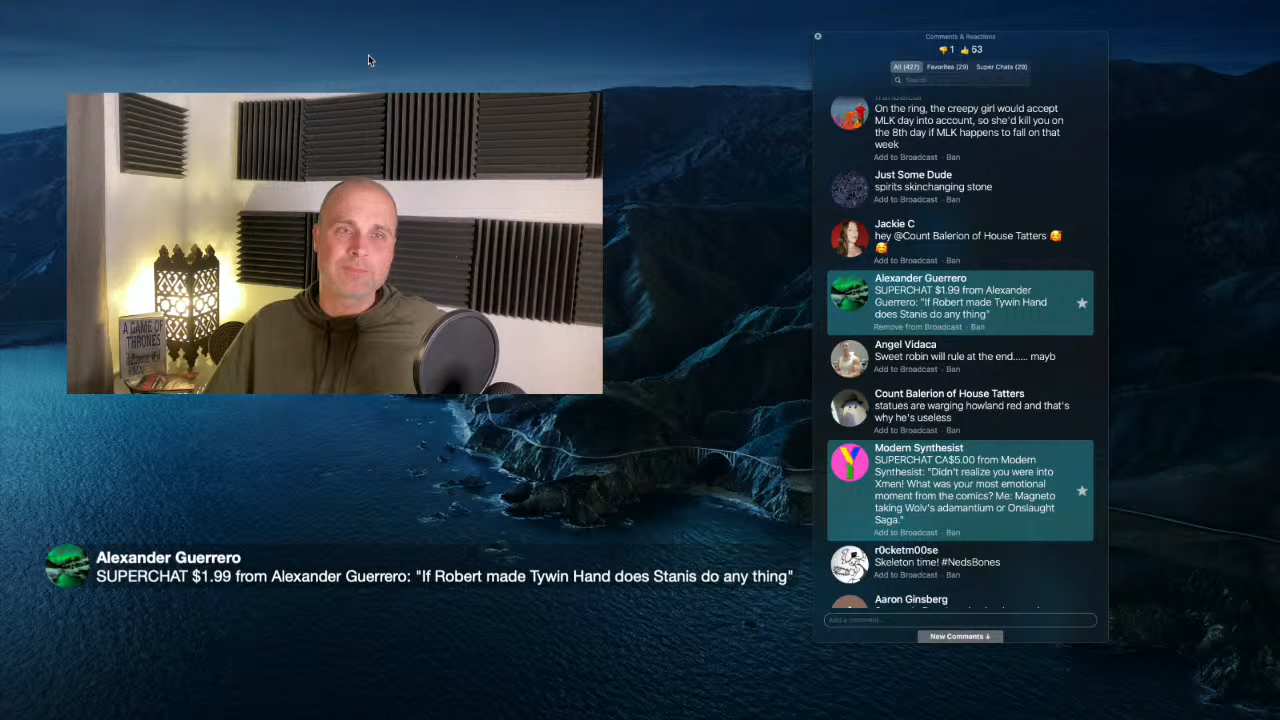 Comments & Reactions
👎 1 👍 53
All (427) Favorites (29) Super Chats (29)
Search
On the ring, the creepy girl would accept
MLK day into account, so she'd kill you on
the 8th day if MLK happens to fall on that
week
Add to Broadcast · Ban
Just Some Dude
spirits skinchanging stone
Add to Broadcast · Ban
Jackie C
hey @Count Balerion of House Tatters 🥰
🥰
Add to Broadcast · Ban
Alexander Guerrero
SUPERCHAT $1.99 from Alexander
Guerrero: "If Robert made Tywin Hand
does Stanis do any thing"
Remove from Broadcast · Ban
Angel Vidaca
Sweet robin will rule at the end...... mayb
Add to Broadcast · Ban
Count Balerion of House Tatters
statues are warging howland red and that's
why he's useless
Add to Broadcast · Ban
Modern Synthesist
SUPERCHAT CA$5.00 from Modern
Synthesist: "Didn't realize you were into
Xmen! What was your most emotional
moment from the comics? Me: Magneto
taking Wolv's adamantium or Onslaught
Saga."
Add to Broadcast · Ban
r0cketm00se
Skeleton time! #NedsBones
Add to Broadcast · Ban
Aaron Ginsberg
Add a comment...
New Comments ↓
A GAME OF
THRONES
Alexander Guerrero
SUPERCHAT $1.99 from Alexander Guerrero: "If Robert made Tywin Hand does Stanis do any thing"